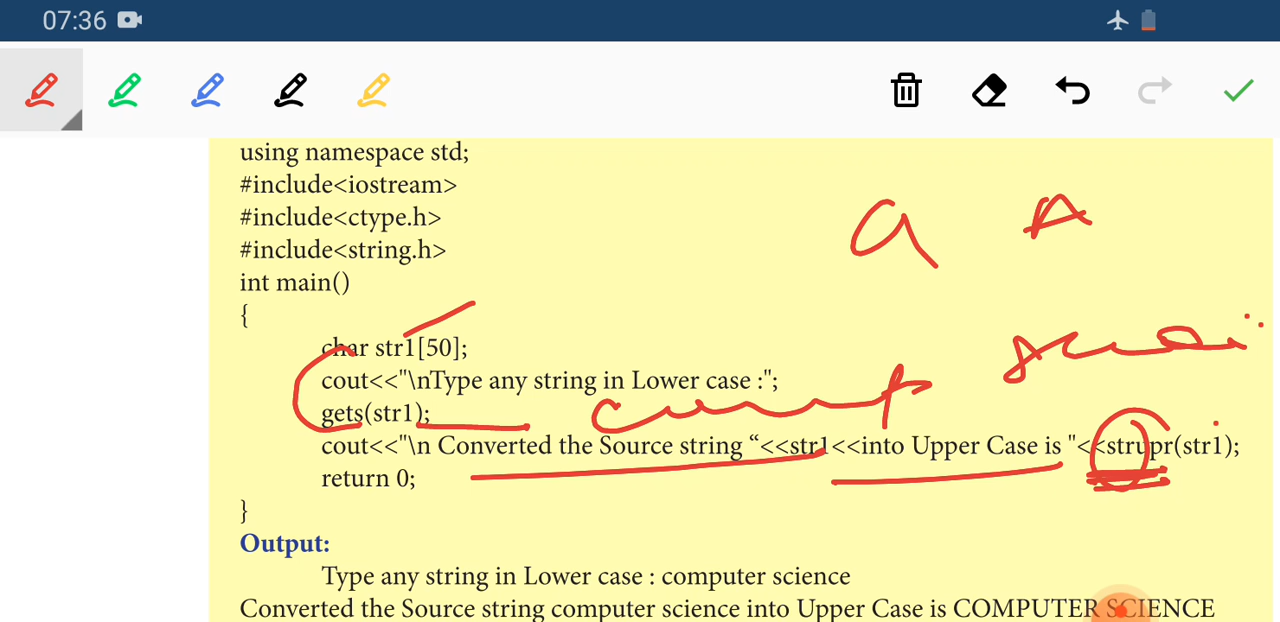 07:36
using namespace std;
#include<iostream>
#include<ctype.h>
#include<string.h>
int main()
{
char str1[50];
cout<<"\nType any string in Lower case :";
gets(str1);
cout<<"\n Converted the Source string “<<str1<<into Upper Case is "<<strupr(str1);
return 0;
}
Output:
Type any string in Lower case : computer science
Converted the Source string computer science into Upper Case is COMPUTER SCIENCE
a A